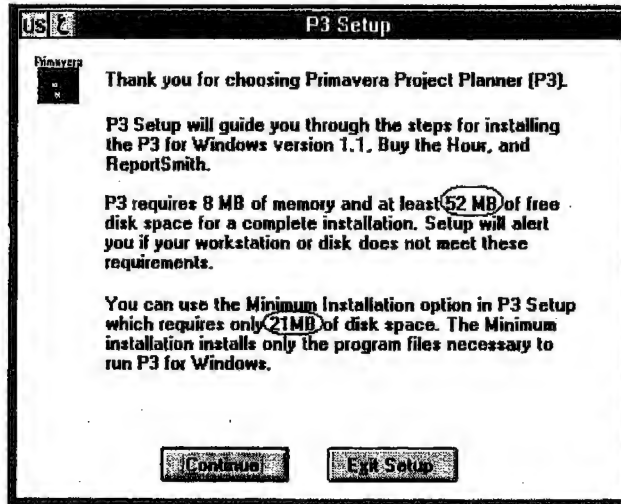 US
P3 Setup
Primavera
Thank you for choosing Primavera Project Planner (P3).
P3 Setup will guide you through the steps for installing
the P3 for Windows version 1.1, Buy the Hour, and
ReportSmith.
P3 requires 8 MB of memory and at least 52 MB of free
disk space for a complete installation. Setup will alert
you if your workstation or disk does not meet these
requirements.
You can use the Minimum Installation option in P3 Setup
which requires only 21MB of disk space. The Minimum
installation installs only the program files necessary to
run P3 for Windows.
Continue
Exit Setup